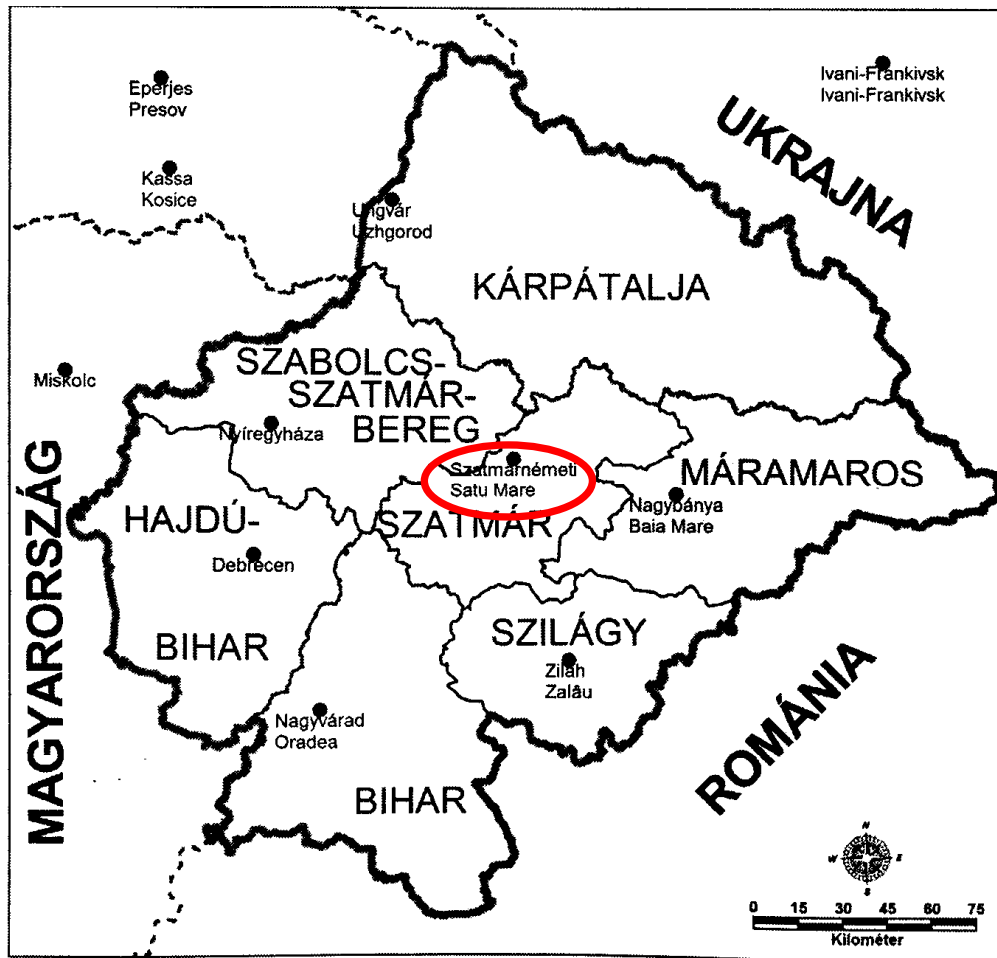 Eperjes
Presov
Ivani-Frankivsk
Ivani-Frankivsk
UKRAJNA
Kassa
Kosice
Ungvár
Uzhgorod
KÁRPÁTALJA
Miskolc
SZABOLCS-
SZATMÁR-
BEREG
Nyíregyháza
Szatmárnémeti
Satu Mare
MÁRAMAROS
Nagybánya
Baia Mare
MAGYARORSZÁG
HAJDÚ-
BIHAR
Debrecen
SZATMÁR
SZILÁGY
Zilah
Zalâu
ROMÁNIA
Nagyvárad
Oradea
BIHAR
N
W E
S
0 15 30 45 60 75
Kilométer